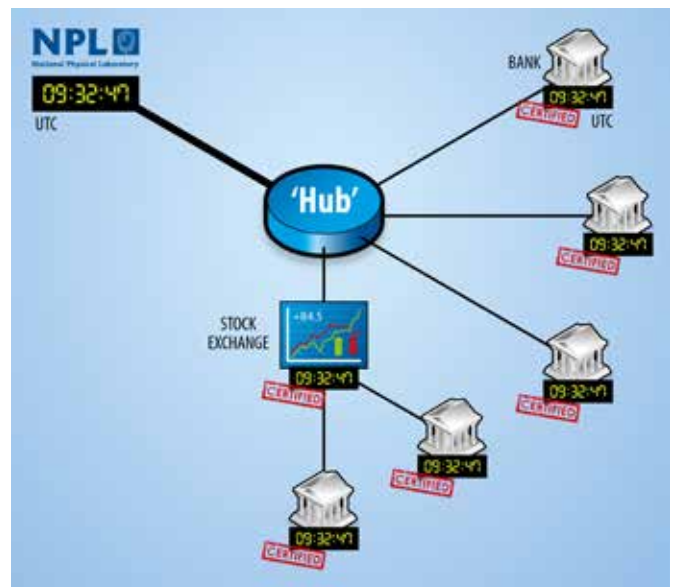 NPL
National Physical Laboratory
09:32:47
UTC
BANK
09:32:47
CERTIFIED
UTC
'Hub'
09:32:47
CERTIFIED
+84.5
STOCK
EXCHANGE
09:32:47
CERTIFIED
09:32:47
CERTIFIED
09:32:47
CERTIFIED
09:32:47
CERTIFIED